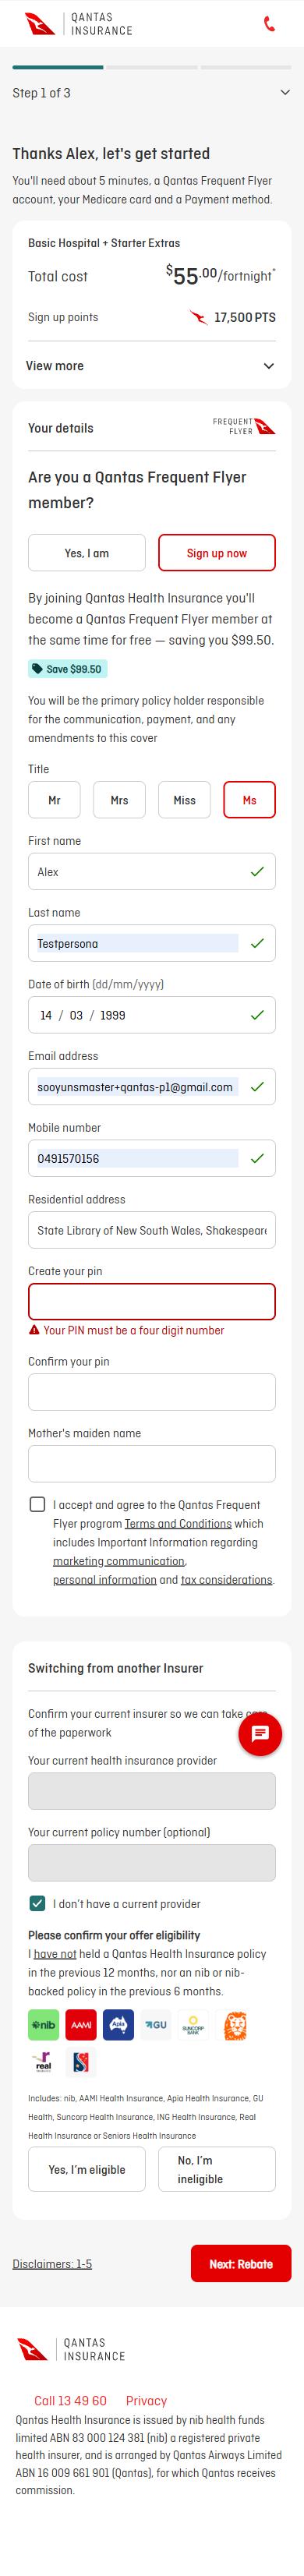 QANTAS
INSURANCE
Step 1 of 3
Thanks Alex, let's get started
You'll need about 5 minutes, a Qantas Frequent Flyer
account, your Medicare card and a Payment method.
Basic Hospital + Starter Extras
Total cost $55.00/fortnight*
Sign up points 17,500 PTS
View more
Your details FREQUENT
FLYER
Are you a Qantas Frequent Flyer
member?
Yes, I am Sign up now
By joining Qantas Health Insurance you'll
become a Qantas Frequent Flyer member at
the same time for free — saving you $99.50.
Save $99.50
You will be the primary policy holder responsible
for the communication, payment, and any
amendments to this cover
Title
Mr Mrs Miss Ms
First name
Alex
Last name
Testpersona
Date of birth (dd/mm/yyyy)
14 / 03 / 1999
Email address
sooyunsmaster+qantas-p1@gmail.com
Mobile number
0491570156
Residential address
State Library of New South Wales, Shakespeare
Create your pin
Your PIN must be a four digit number
Confirm your pin
Mother's maiden name
I accept and agree to the Qantas Frequent
Flyer program Terms and Conditions which
includes Important Information regarding
marketing communication,
personal information and tax considerations.
Switching from another Insurer
Confirm your current insurer so we can take care
of the paperwork
Your current health insurance provider
Your current policy number (optional)
I don't have a current provider
Please confirm your offer eligibility
I have not held a Qantas Health Insurance policy
in the previous 12 months, nor an nib or nib-
backed policy in the previous 6 months.
nib AAMI Apia GU SUNCORP BANK
real
Includes: nib, AAMI Health Insurance, Apia Health Insurance, GU
Health, Suncorp Health Insurance, ING Health Insurance, Real
Health Insurance or Seniors Health Insurance
Yes, I'm eligible No, I'm
ineligible
Disclaimers: 1-5 Next: Rebate
QANTAS
INSURANCE
Call 13 49 60 Privacy
Qantas Health Insurance is issued by nib health funds
limited ABN 83 000 124 381 (nib) a registered private
health insurer, and is arranged by Qantas Airways Limited
ABN 16 009 661 901 (Qantas), for which Qantas receives
commission.